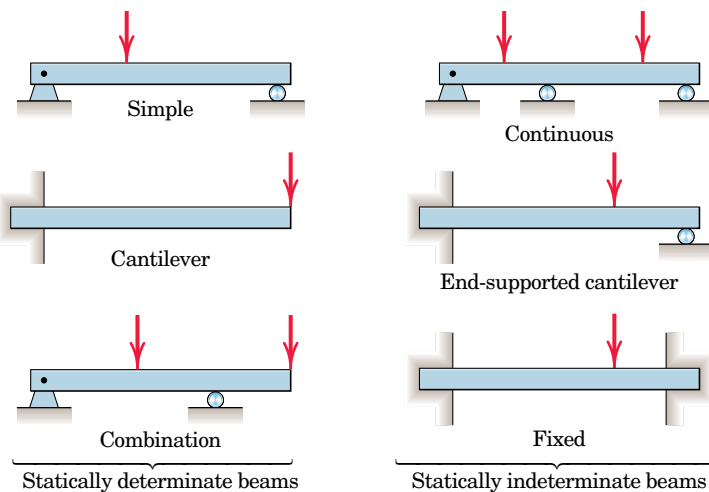 Simple
Continuous
Cantilever
End-supported cantilever
Combination
Fixed
Statically determinate beams
Statically indeterminate beams